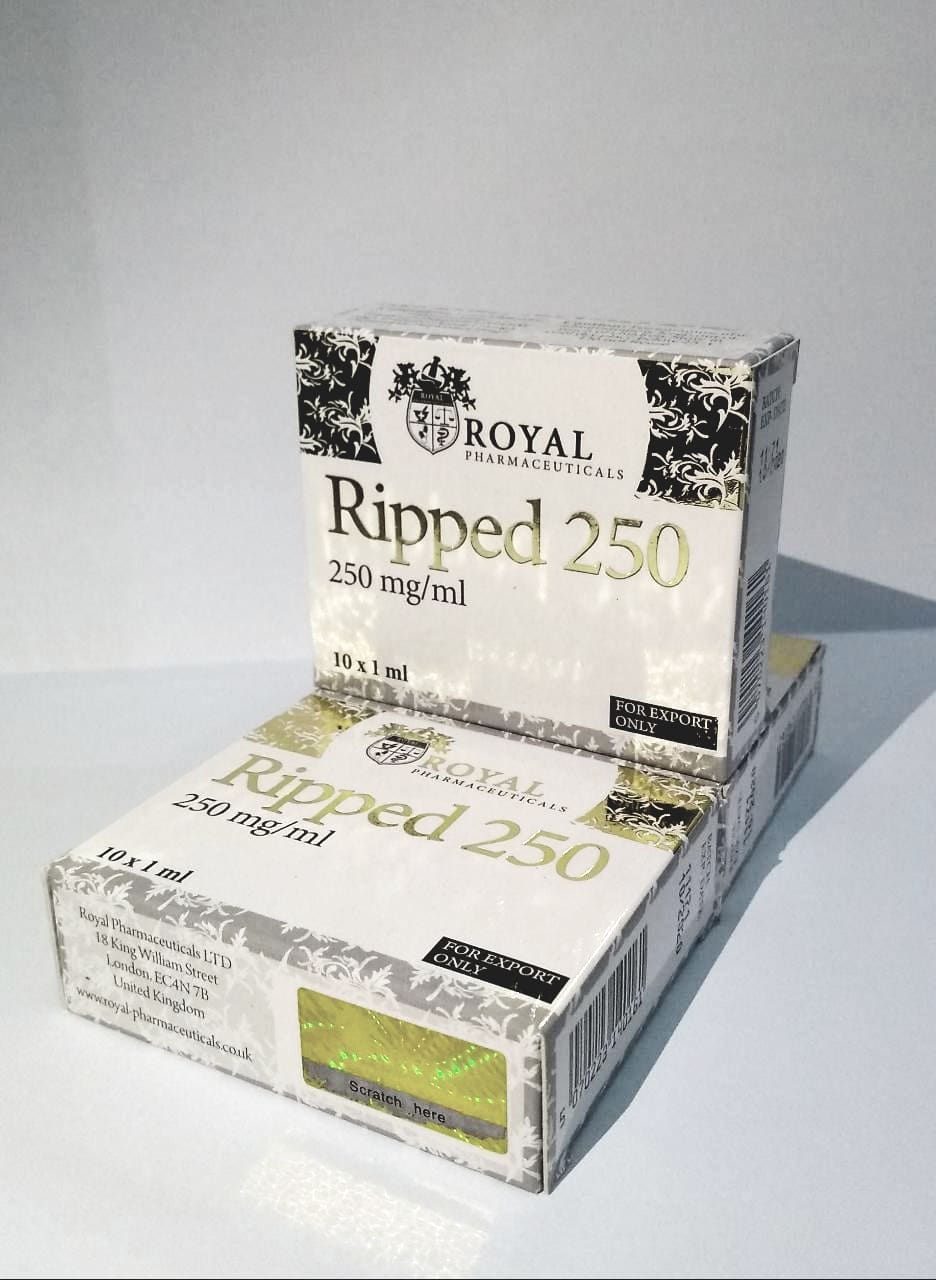 ROYAL
ROYAL
PHARMACEUTICALS
Ripped 250
250 mg/ml
10 x 1 ml
FOR EXPORT
ONLY
ROYAL
PHARMACEUTICALS
Ripped 250
250 mg/ml
10 x 1 ml
FOR EXPORT
ONLY
Royal Pharmaceuticals LTD
18 King William Street
London, EC4N 7B
United Kingdom
www.royal-pharmaceuticals.co.uk
Scratch here